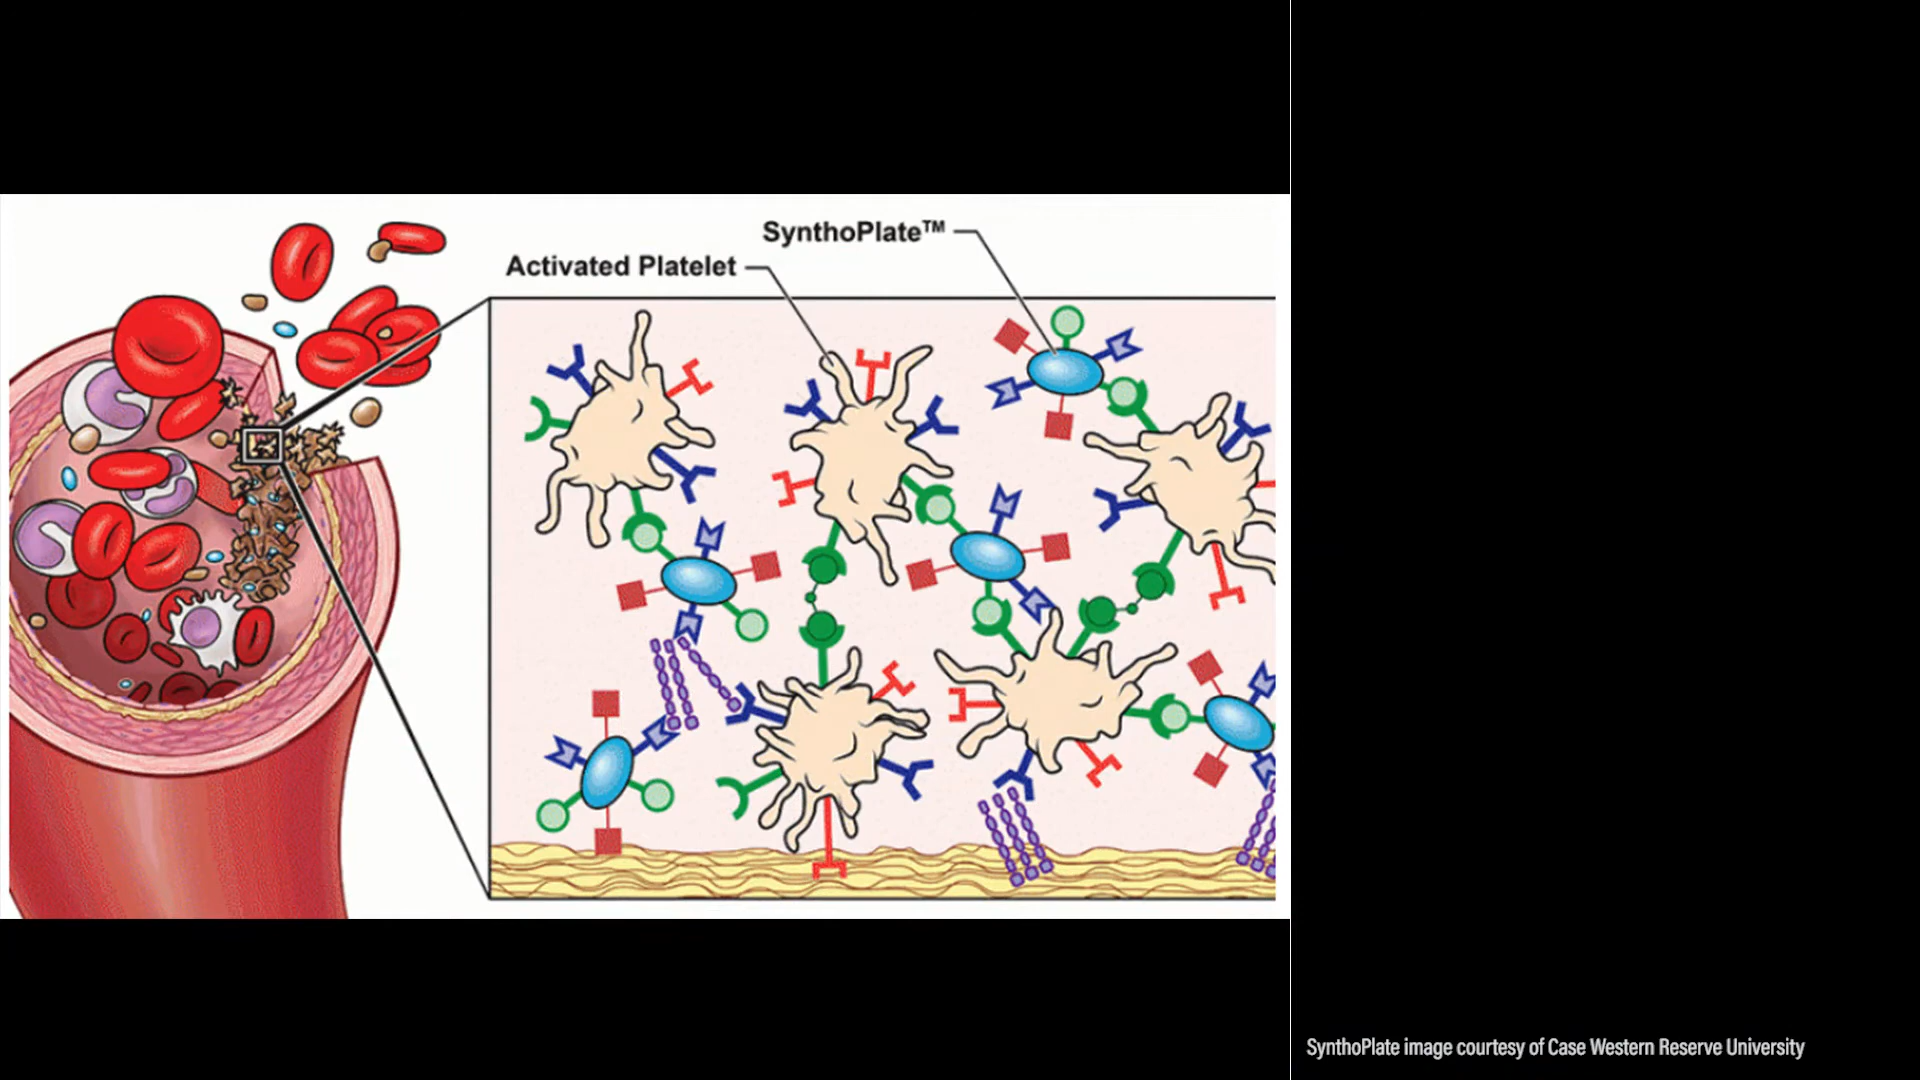 SynthoPlate™
Activated Platelet
SynthoPlate image courtesy of Case Western Reserve University